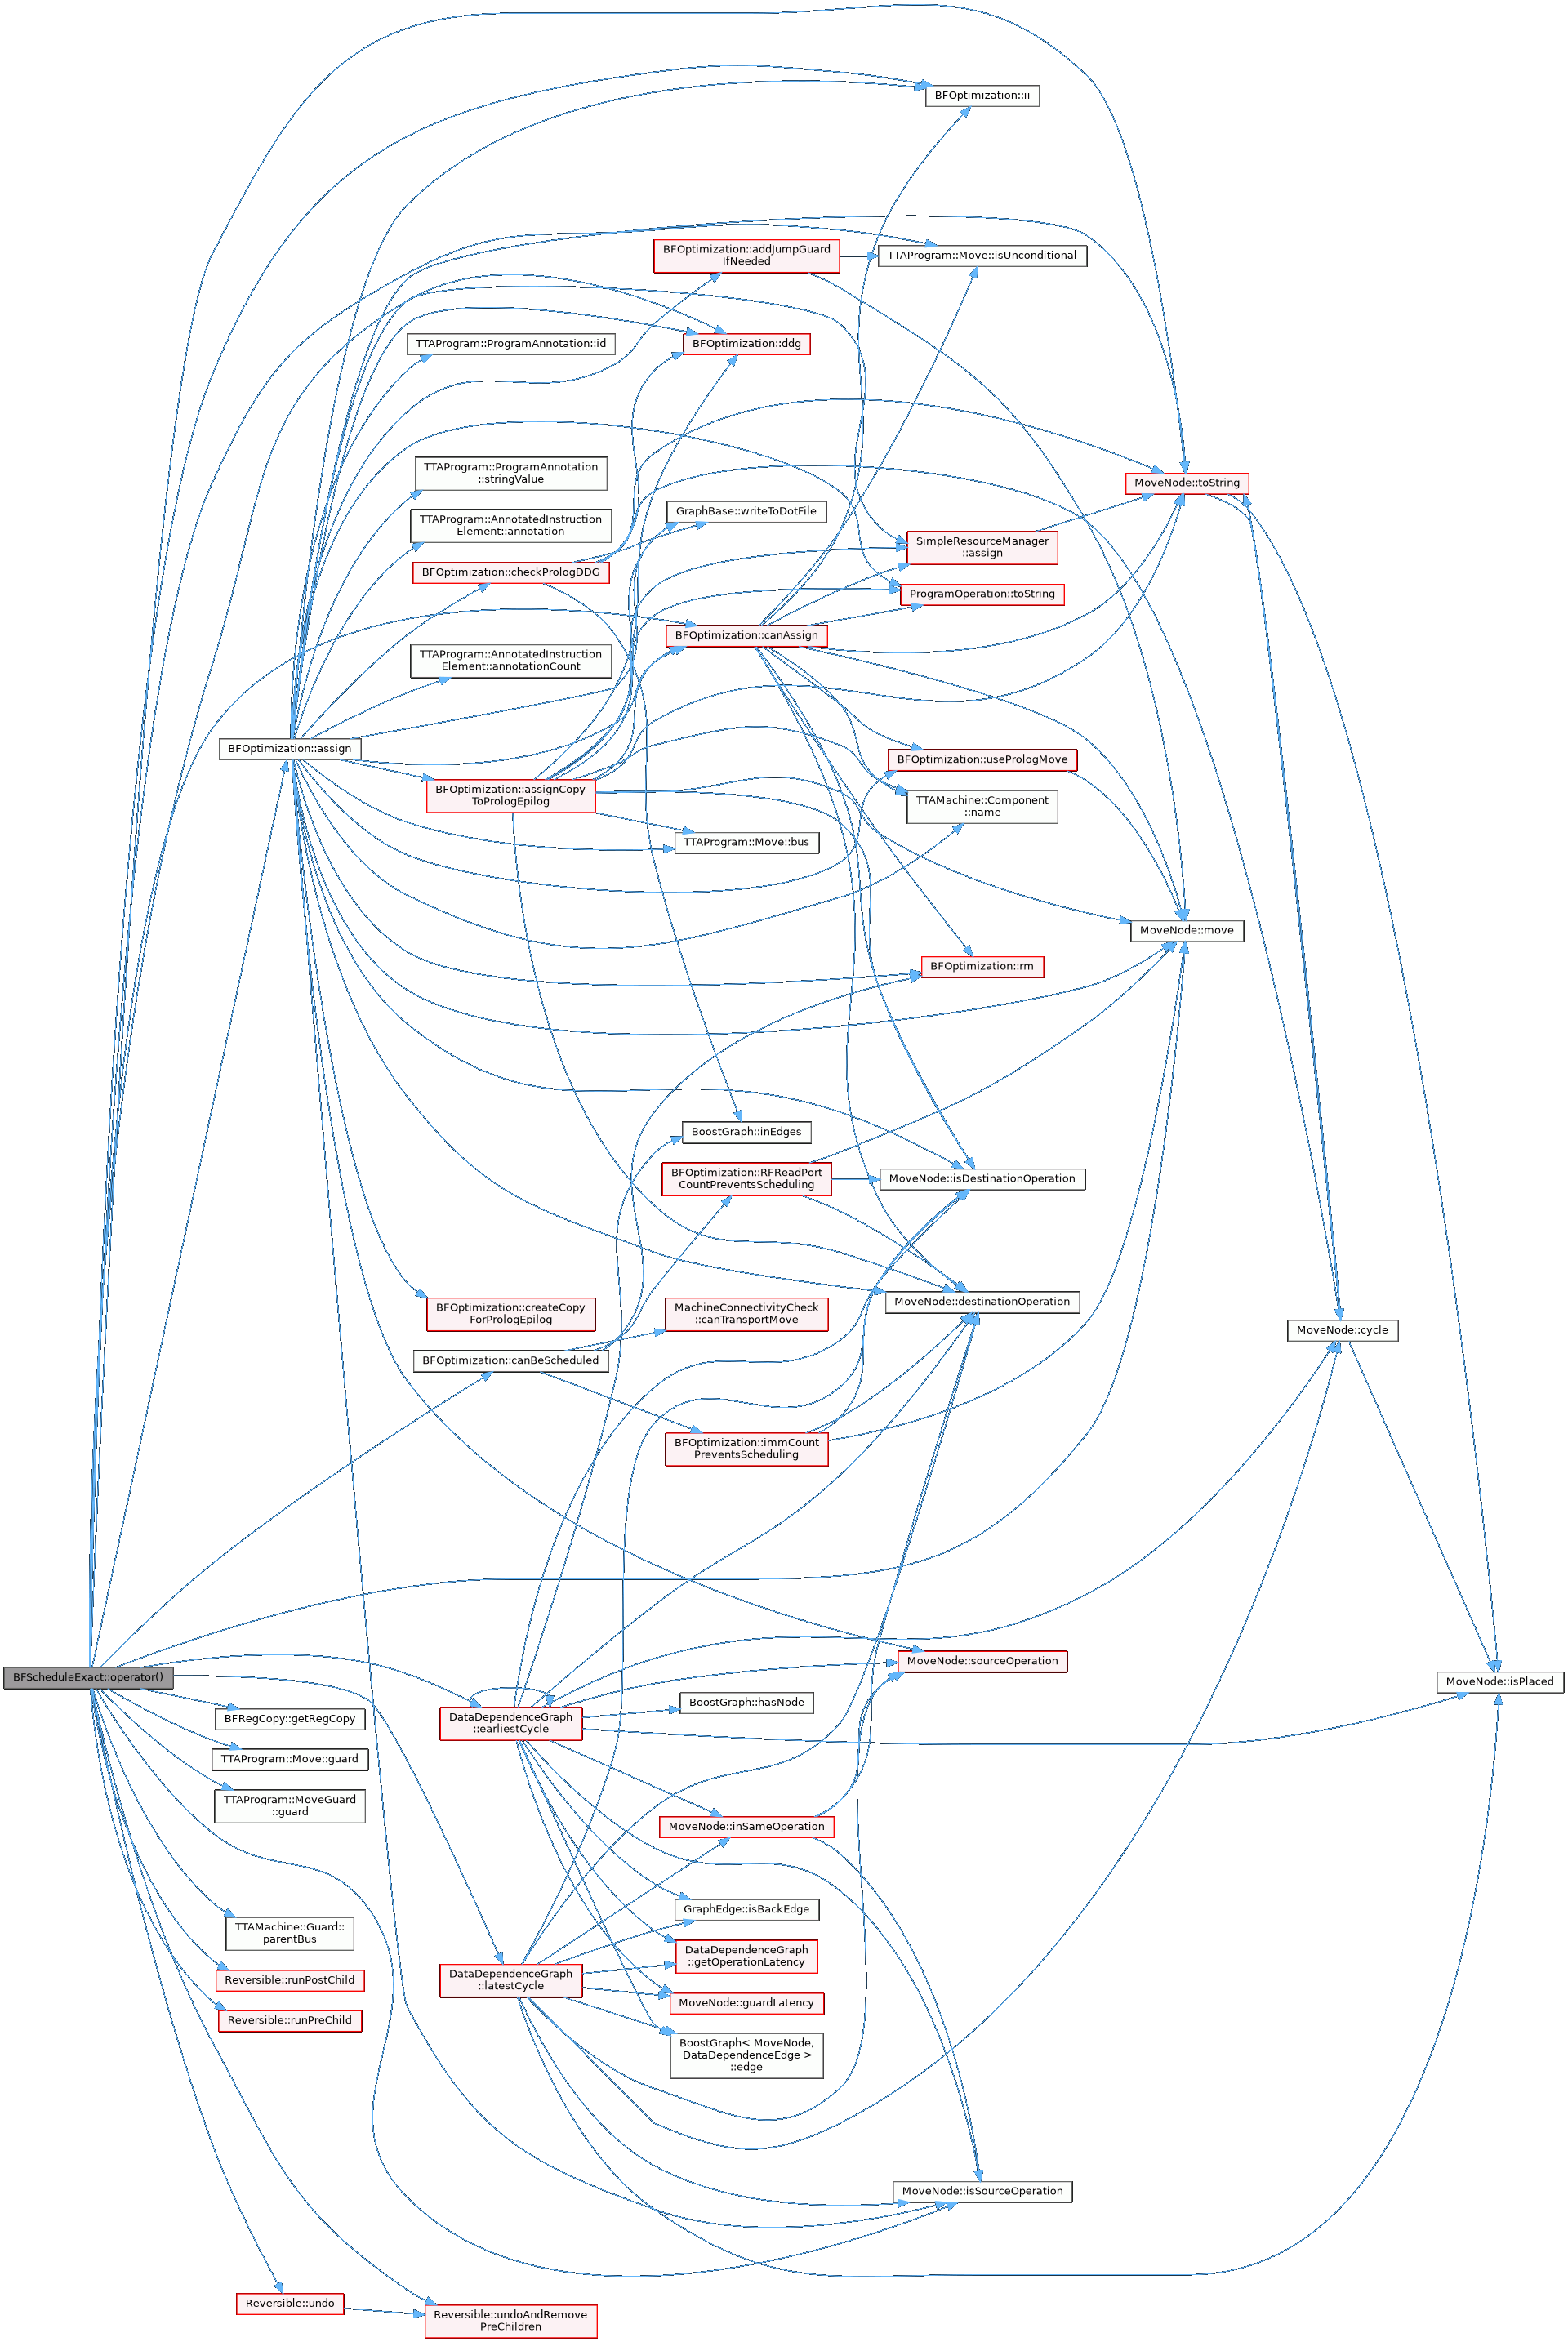 BFOptimization::ii
BFOptimization::addJumpGuard
IfNeeded
TTAProgram::Move::isUnconditional
TTAProgram::ProgramAnnotation::id
BFOptimization::ddg
TTAProgram::ProgramAnnotation
::stringValue
MoveNode::toString
GraphBase::writeToDotFile
TTAProgram::AnnotatedInstruction
Element::annotation
SimpleResourceManager
::assign
BFOptimization::checkPrologDDG
ProgramOperation::toString
BFOptimization::canAssign
TTAProgram::AnnotatedInstruction
Element::annotationCount
BFOptimization::assign
BFOptimization::usePrologMove
BFOptimization::assignCopy
ToPrologEpilog
TTAMachine::Component
::name
TTAProgram::Move::bus
MoveNode::move
BFOptimization::rm
BoostGraph::inEdges
BFOptimization::RFReadPort
CountPreventsScheduling
MoveNode::isDestinationOperation
MoveNode::destinationOperation
BFOptimization::createCopy
ForPrologEpilog
MachineConnectivityCheck
::canTransportMove
MoveNode::cycle
BFOptimization::canBeScheduled
BFOptimization::immCount
PreventsScheduling
MoveNode::sourceOperation
BFScheduleExact::operator()
MoveNode::isPlaced
BoostGraph::hasNode
BFRegCopy::getRegCopy
DataDependenceGraph
::earliestCycle
TTAProgram::Move::guard
TTAProgram::MoveGuard
::guard
MoveNode::inSameOperation
GraphEdge::isBackEdge
TTAMachine::Guard::
parentBus
DataDependenceGraph
::getOperationLatency
Reversible::runPostChild
DataDependenceGraph
::latestCycle
MoveNode::guardLatency
Reversible::runPreChild
BoostGraph< MoveNode,
DataDependenceEdge >
::edge
MoveNode::isSourceOperation
Reversible::undo
Reversible::undoAndRemove
PreChildren